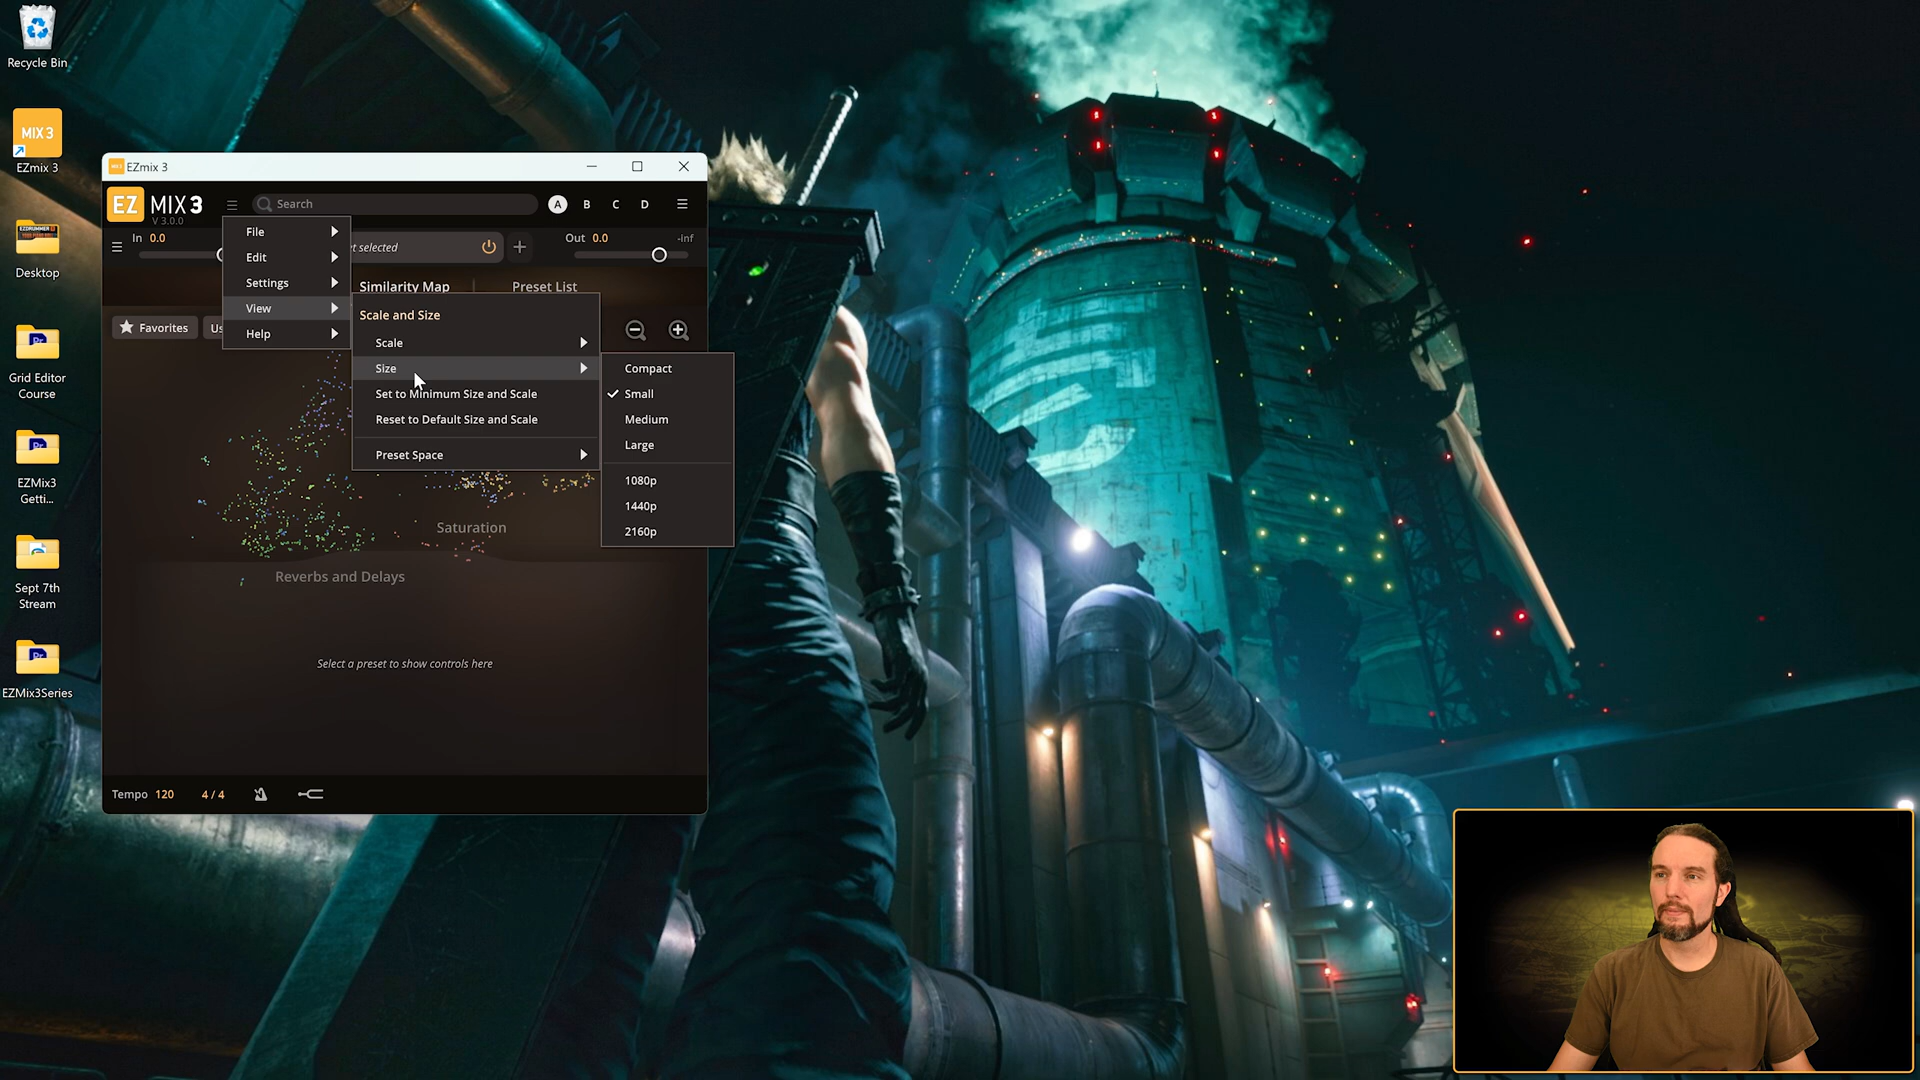 Recycle Bin
MIX 3
EZmix 3
Desktop
Grid Editor
Course
EZMix3
Getti...
Sept 7th
Stream
EZMix3Series
EZmix 3
EZ MIX 3
V 3.0.0
Search
A B C D
In 0.0
t selected
Out 0.0
-inf
Similarity Map
Preset List
Favorites
Us
File
Edit
Settings
View
Help
Scale and Size
Scale
Size
Set to Minimum Size and Scale
Reset to Default Size and Scale
Preset Space
Compact
Small
Medium
Large
1080p
1440p
2160p
Saturation
Reverbs and Delays
Select a preset to show controls here
Tempo 120 4 / 4